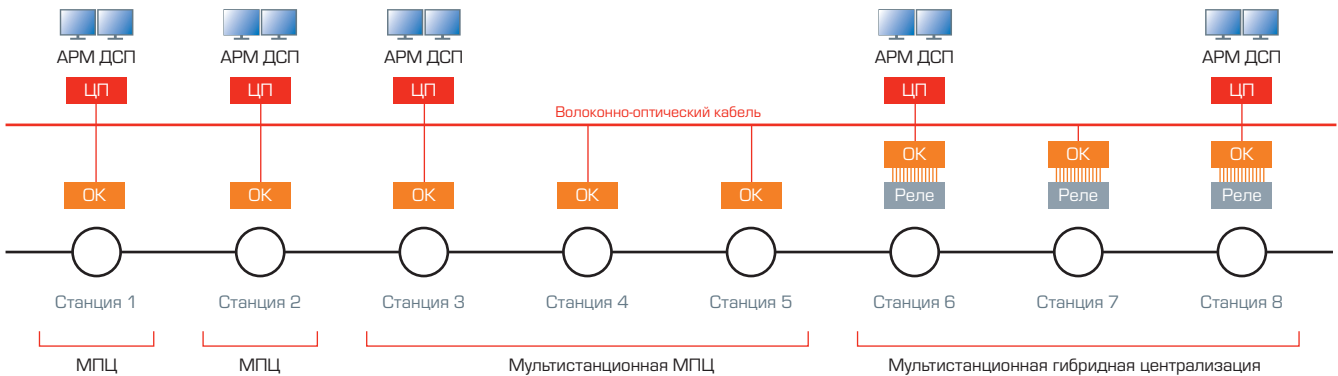 АРМ ДСП
АРМ ДСП
АРМ ДСП
АРМ ДСП
АРМ ДСП
ЦП
ЦП
ЦП
ЦП
ЦП
Волоконно-оптический кабель
ОК
ОК
ОК
ОК
ОК
ОК
ОК
ОК
Реле
Реле
Реле
Станция 1
Станция 2
Станция 3
Станция 4
Станция 5
Станция 6
Станция 7
Станция 8
МПЦ
МПЦ
Мультистанционная МПЦ
Мультистанционная гибридная централизация